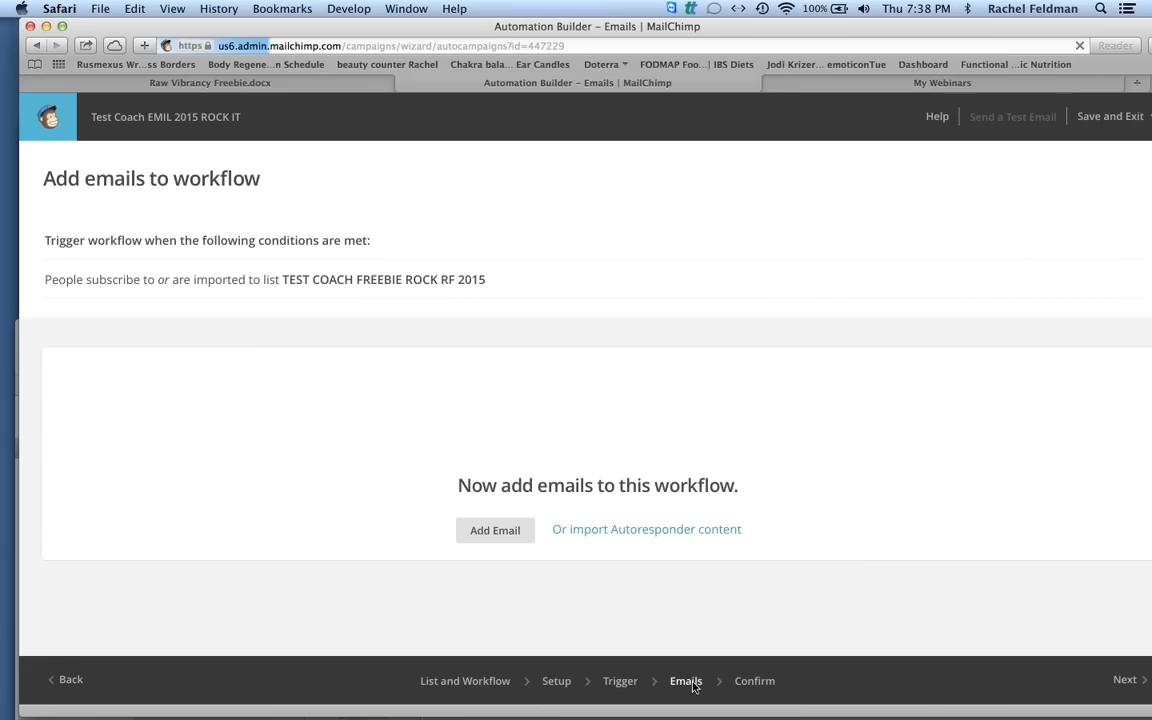 Safari File Edit View History Bookmarks Develop Window Help 100% Thu 7:38 PM Rachel Feldman
Automation Builder – Emails | MailChimp
https us6.admin.mailchimp.com/campaigns/wizard/autocampaigns?id=447229 Reader
Rusmexus Wr...ss Borders Body Regene...n Schedule beauty counter Rachel Chakra bala... Ear Candles Doterra FODMAP Foo...| IBS Diets Jodi Krizer... emoticonTue Dashboard Functional ...ic Nutrition
Raw Vibrancy Freebie.docx Automation Builder – Emails | MailChimp My Webinars
Test Coach EMIL 2015 ROCK IT Help Send a Test Email Save and Exit
Add emails to workflow
Trigger workflow when the following conditions are met:
People subscribe to or are imported to list TEST COACH FREEBIE ROCK RF 2015
Now add emails to this workflow.
Add Email Or import Autoresponder content
Back List and Workflow Setup Trigger Emails Confirm Next